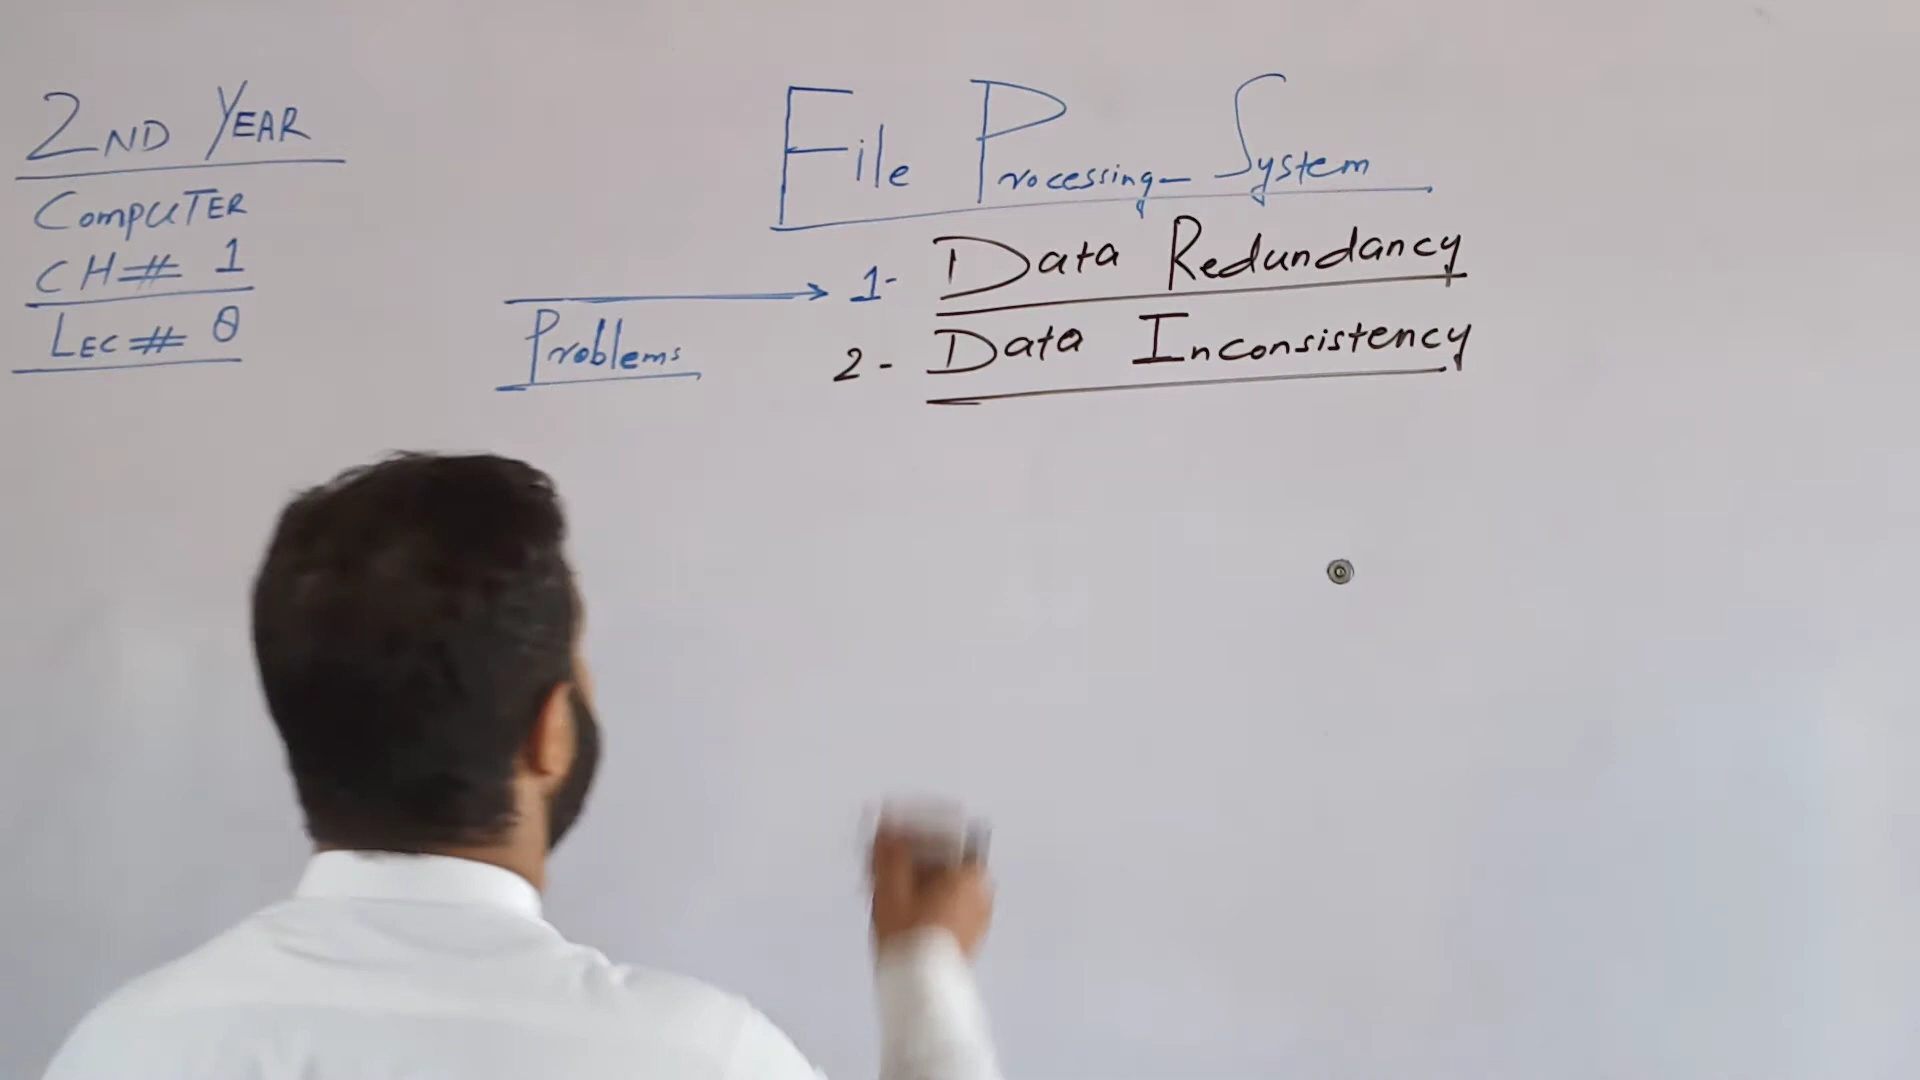 2ND YEAR
COMPUTER
CH# 1
LEC# 8
File Processing System
Problems
1- Data Redundancy
2- Data Inconsistency